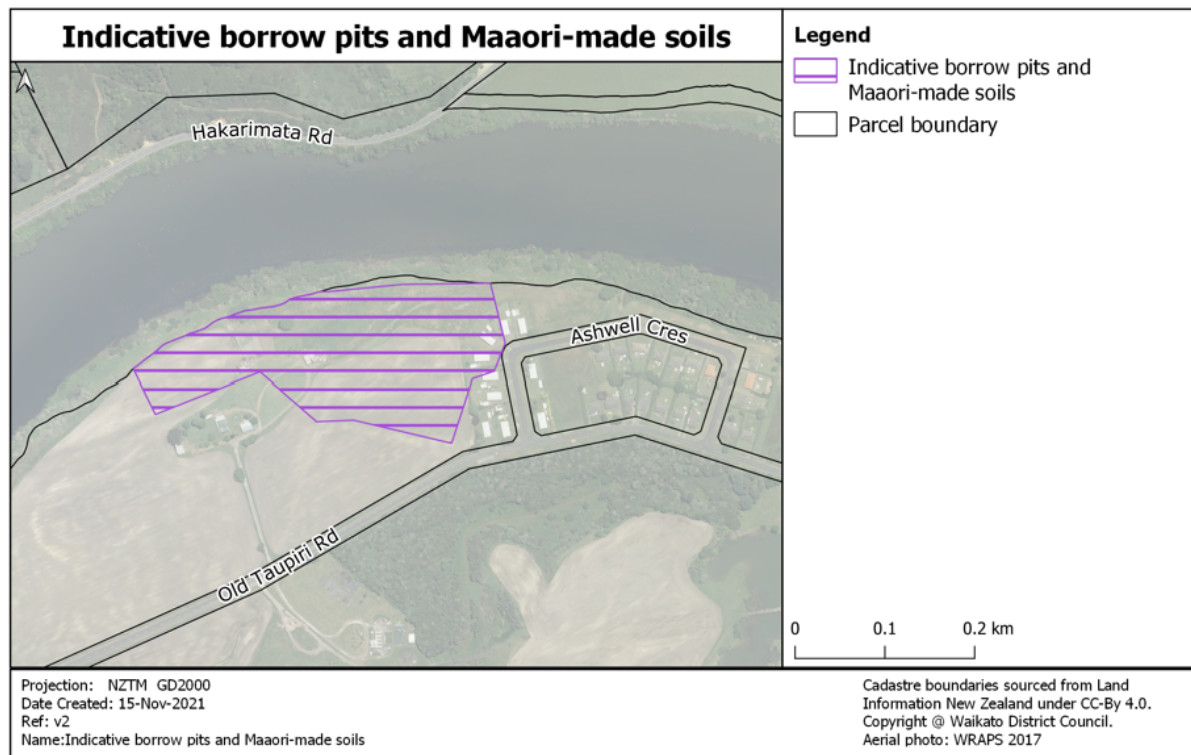 Indicative borrow pits and Maaori-made soils
Hakarimata Rd
Ashwell Cres
Old Taupiri Rd
Legend
Indicative borrow pits and
Maaori-made soils
Parcel boundary
0 0.1 0.2 km
Projection: NZTM GD2000
Date Created: 15-Nov-2021
Ref: v2
Name:Indicative borrow pits and Maaori-made soils
Cadastre boundaries sourced from Land
Information New Zealand under CC-By 4.0.
Copyright @ Waikato District Council.
Aerial photo: WRAPS 2017